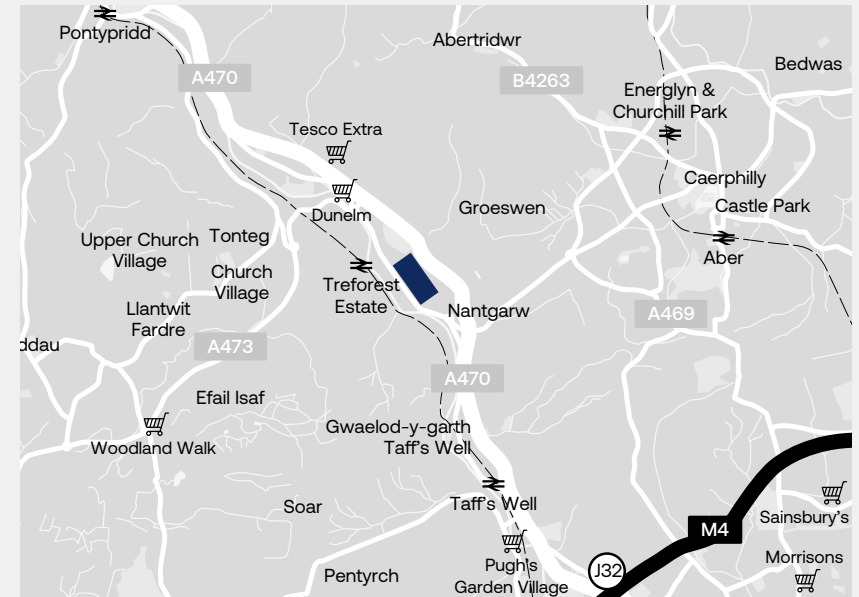 Pontypridd
Abertridwr
Bedwas
A470
B4263
Energlyn &
Churchill Park
Tesco Extra
Caerphilly
Castle Park
Dunelm
Groeswen
Upper Church
Village
Tonteg
Aber
Church
Village
Treforest
Estate
Llantwit
Fardre
Nantgarw
A469
ddau
A473
A470
Efail Isaf
Gwaelod-y-garth
Taff's Well
Woodland Walk
Soar
Taff's Well
Sainsbury's
M4
Pugh's
Garden Village
Morrisons
J32
Pentyrch